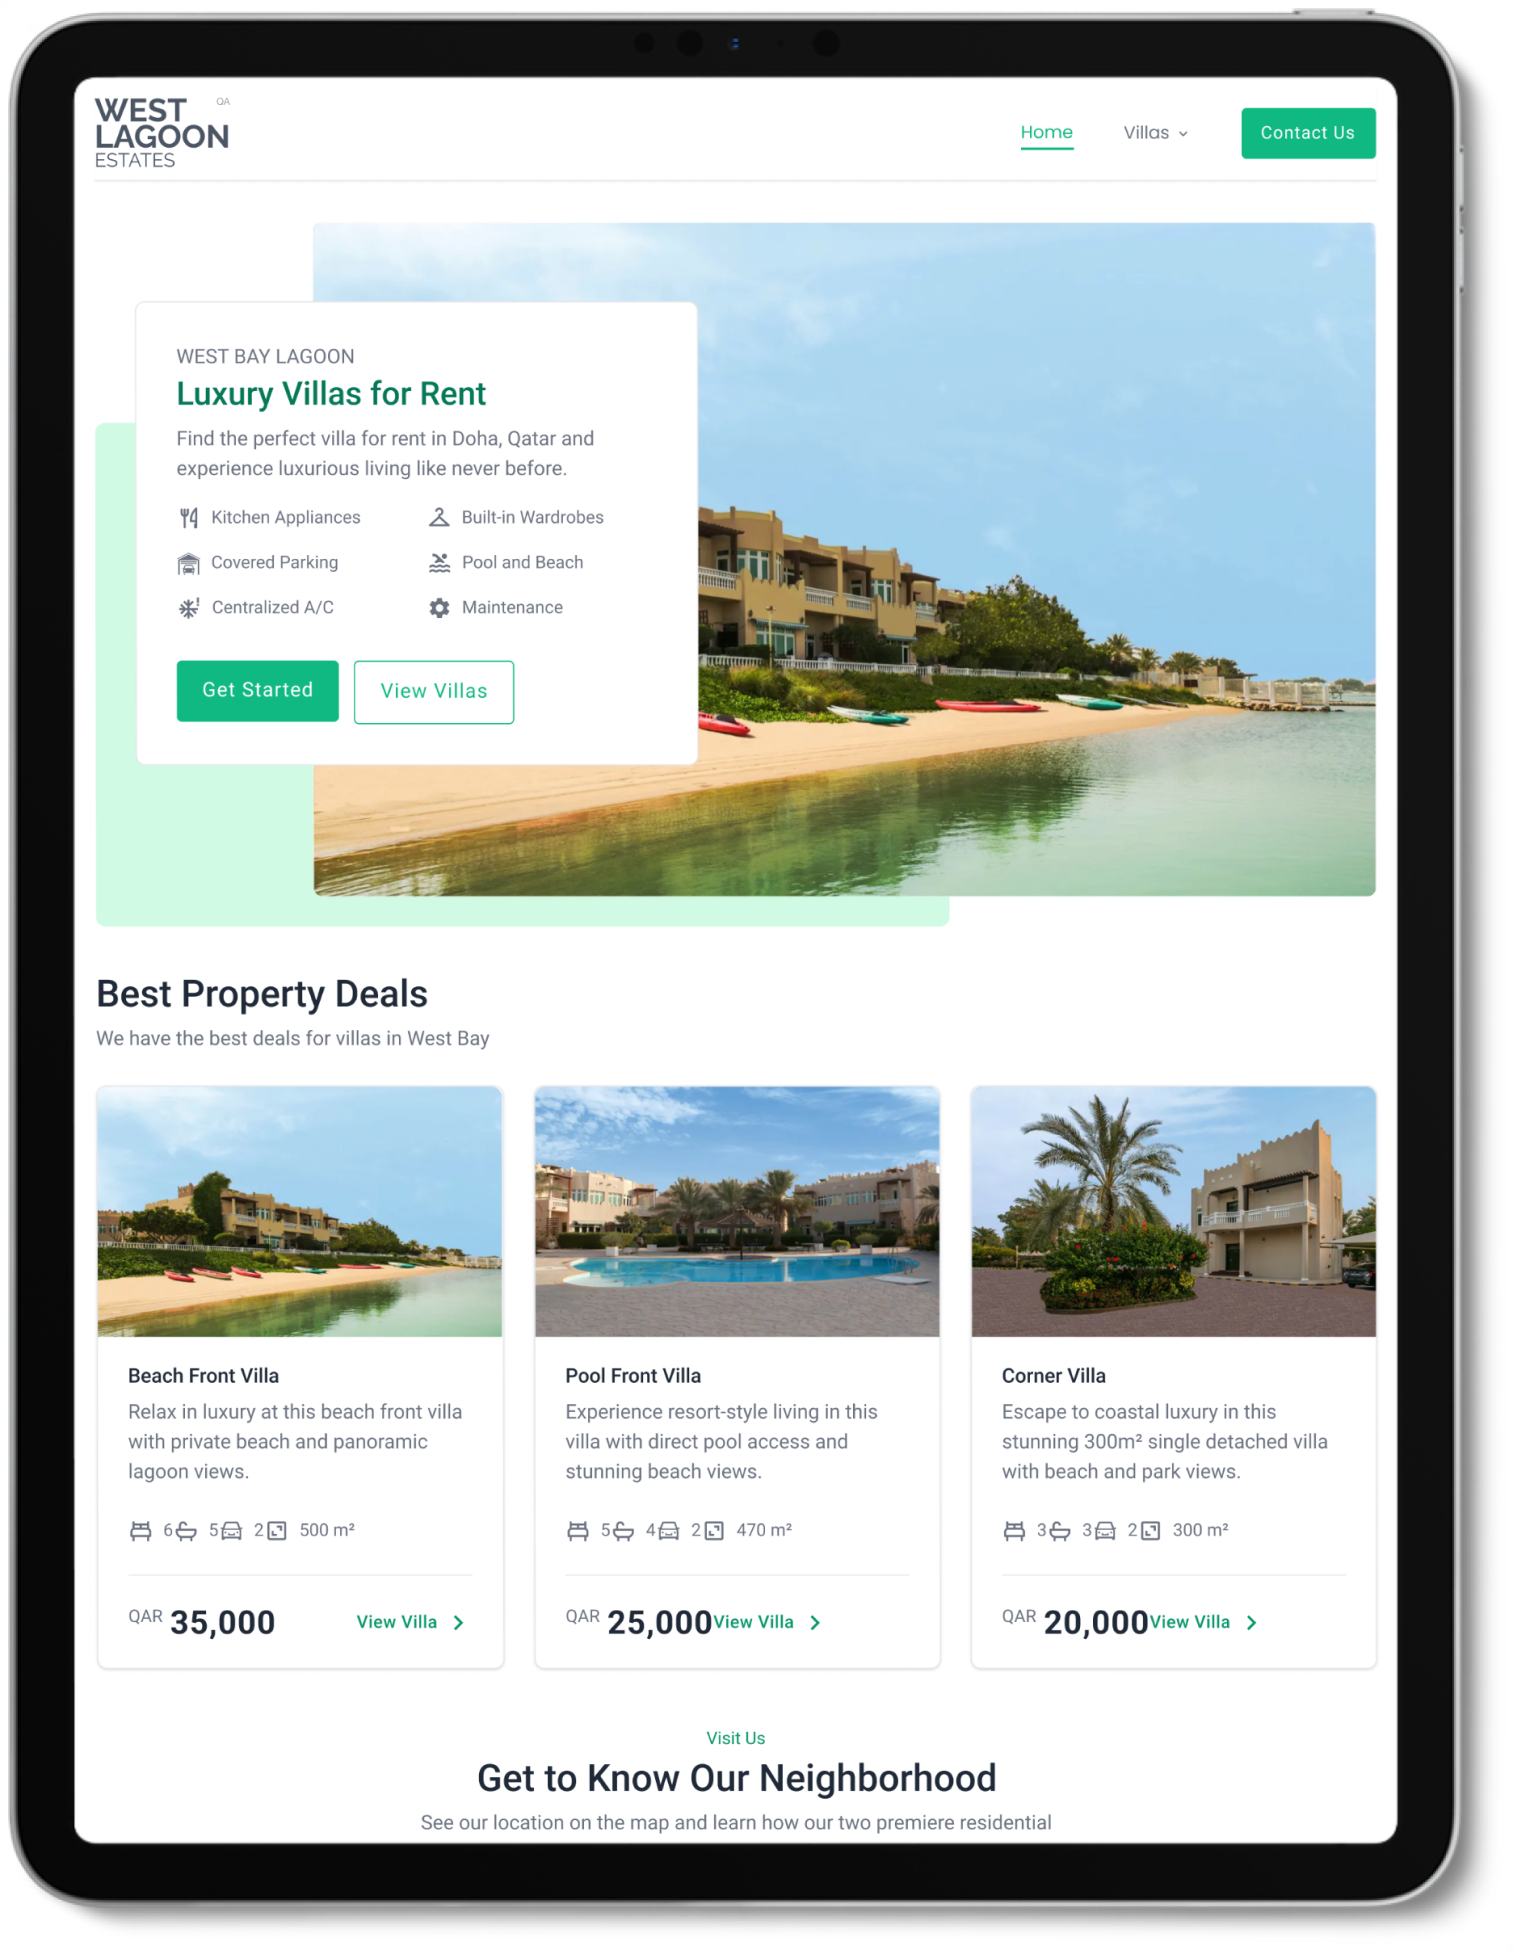 WEST QA
LAGOON
ESTATES
Home
Villas
Contact Us
WEST BAY LAGOON
Luxury Villas for Rent
Find the perfect villa for rent in Doha, Qatar and
experience luxurious living like never before.
Kitchen Appliances
Built-in Wardrobes
Covered Parking
Pool and Beach
Centralized A/C
Maintenance
Get Started
View Villas
Best Property Deals
We have the best deals for villas in West Bay
Beach Front Villa
Relax in luxury at this beach front villa
with private beach and panoramic
lagoon views.
6 5 2 500 m²
QAR 35,000 View Villa
Pool Front Villa
Experience resort-style living in this
villa with direct pool access and
stunning beach views.
5 4 2 470 m²
QAR 25,000 View Villa
Corner Villa
Escape to coastal luxury in this
stunning 300m² single detached villa
with beach and park views.
3 3 2 300 m²
QAR 20,000 View Villa
Visit Us
Get to Know Our Neighborhood
See our location on the map and learn how our two premiere residential